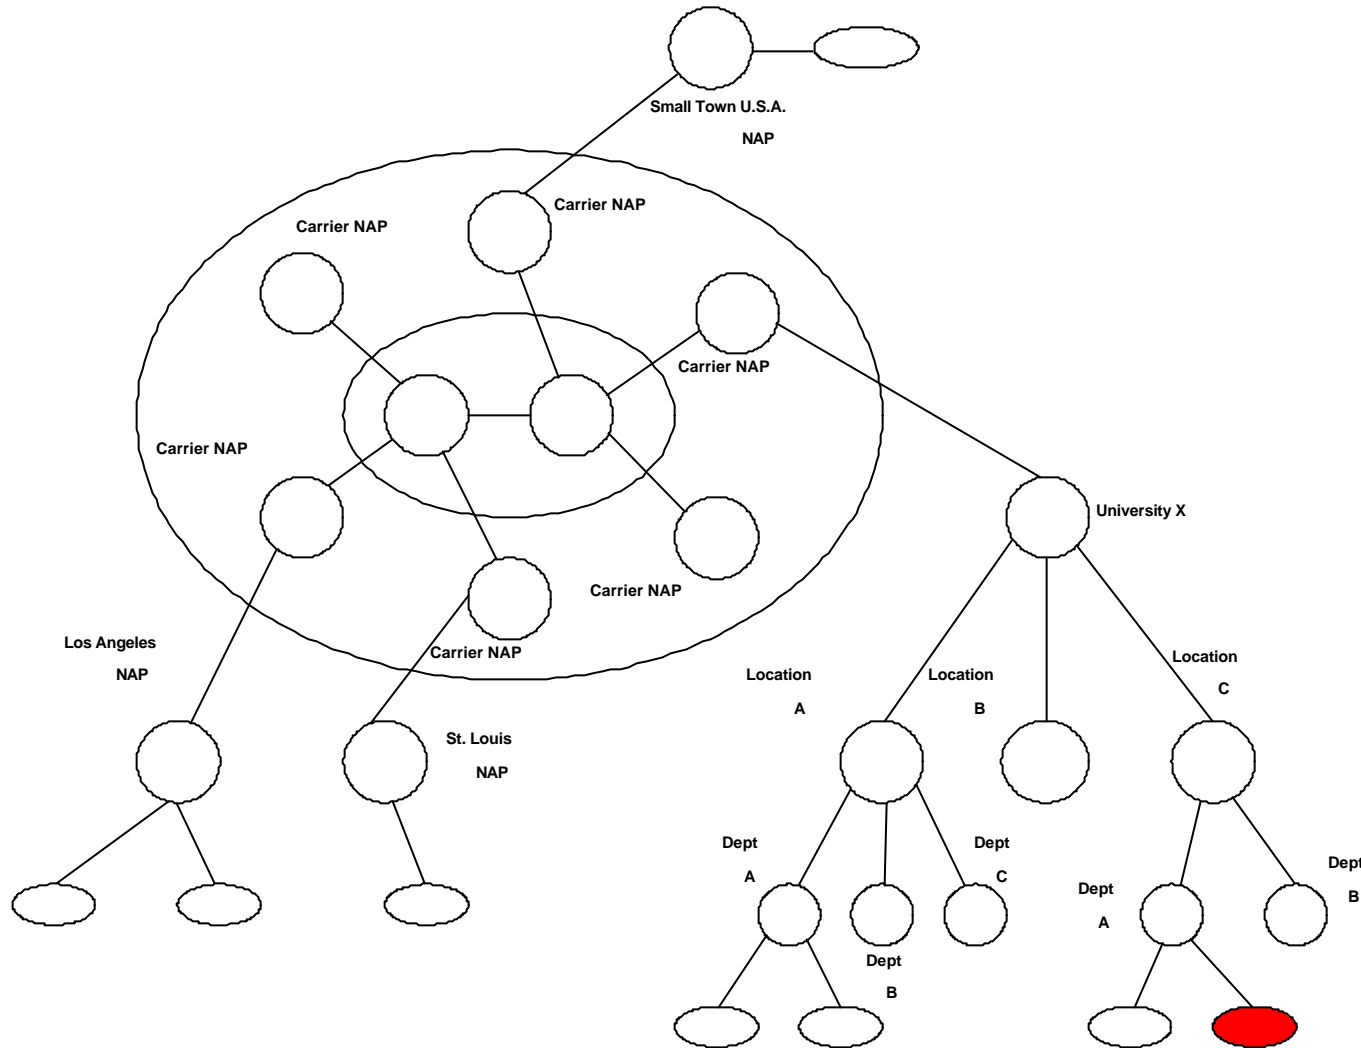 Small Town U.S.A.
NAP
Carrier NAP
Carrier NAP
Carrier NAP
Carrier NAP
Carrier NAP
Carrier NAP
University X
Los Angeles
NAP
St. Louis
NAP
Location
A
Location
B
Location
C
Dept
A
Dept
B
Dept
C
Dept
A
Dept
B